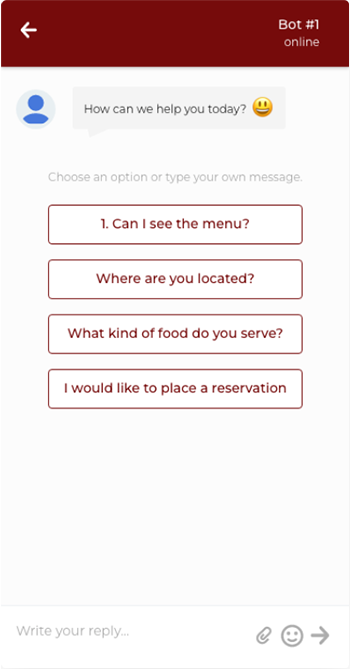 Bot #1
online
How can we help you today? 😃
Choose an option or type your own message.
1. Can I see the menu?
Where are you located?
What kind of food do you serve?
I would like to place a reservation
Write your reply...